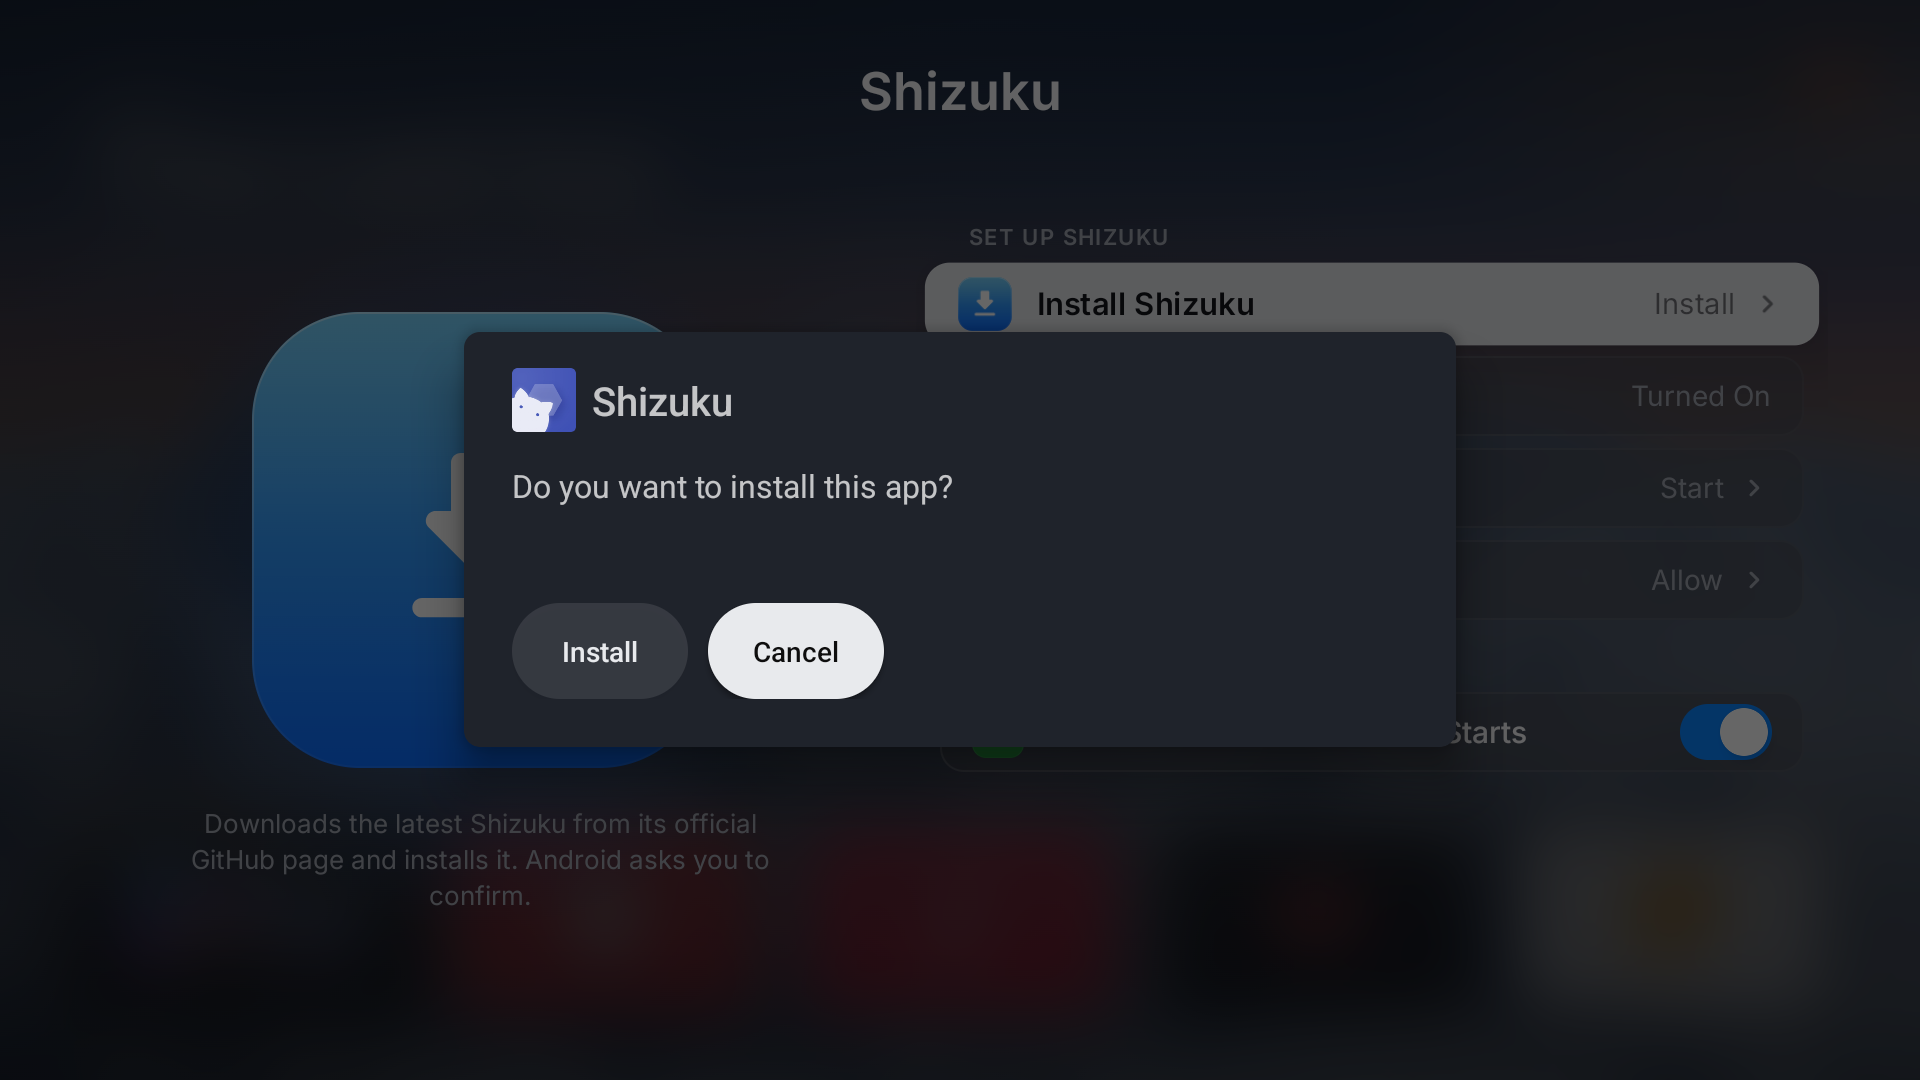 Shizuku
SET UP SHIZUKU
Install Shizuku
Install
Turned On
Start
Allow
Starts
Shizuku
Do you want to install this app?
Install
Cancel
Downloads the latest Shizuku from its official
GitHub page and installs it. Android asks you to
confirm.